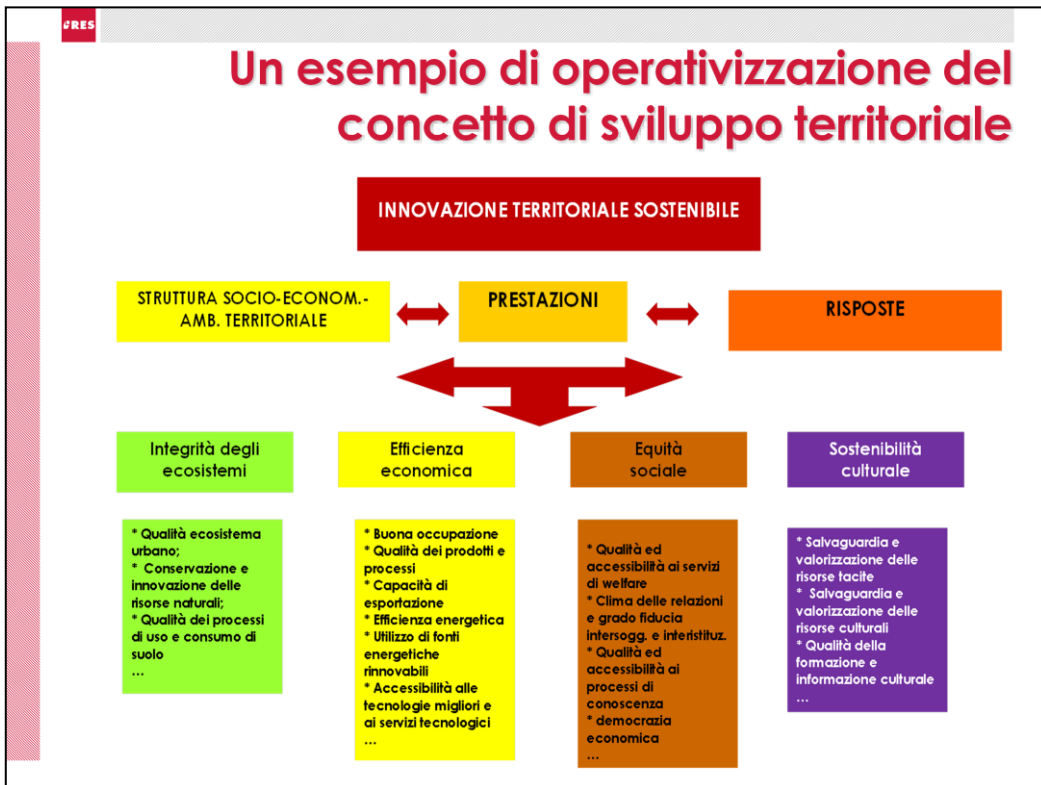 iRES
Un esempio di operativizzazione del
concetto di sviluppo territoriale
INNOVAZIONE TERRITORIALE SOSTENIBILE
STRUTTURA SOCIO-ECONOM.-
AMB. TERRITORIALE
PRESTAZIONI
RISPOSTE
Integrità degli
ecosistemi
* Qualità ecosistema
urbano;
* Conservazione e
innovazione delle
risorse naturali;
* Qualità dei processi
di uso e consumo di
suolo
...
Efficienza
economica
* Buona occupazione
* Qualità dei prodotti e
processi
* Capacità di
esportazione
* Efficienza energetica
* Utilizzo di fonti
energetiche
rinnovabili
* Accessibilità alle
tecnologie migliori e
ai servizi tecnologici
...
Equità
sociale
* Qualità ed
accessibilità ai servizi
di welfare
* Clima delle relazioni
e grado fiducia
intersogg. e interistituz.
* Qualità ed
accessibilità ai
processi di
conoscenza
* democrazia
economica
...
Sostenibilità
culturale
* Salvaguardia e
valorizzazione delle
risorse tacite
* Salvaguardia e
valorizzazione delle
risorse culturali
* Qualità della
formazione e
informazione culturale
...